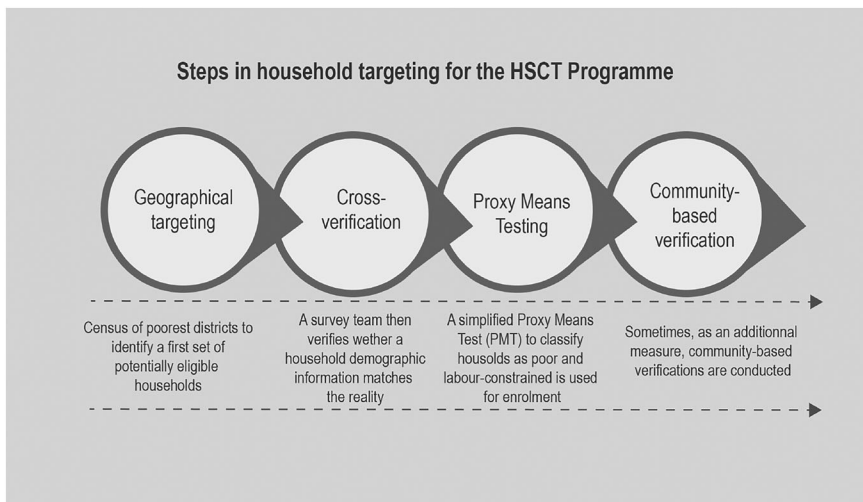 Steps in household targeting for the HSCT Programme
Geographical
targeting
Cross-
verification
Proxy Means
Testing
Community-
based
verification
Census of poorest districts to
identify a first set of
potentially eligible
households
A survey team then
verifies wether a
household demographic
information matches
the reality
A simplified Proxy Means
Test (PMT) to classify
housolds as poor and
labour-constrained is used
for enrolment
Sometimes, as an additionnal
measure, community-based
verifications are conducted